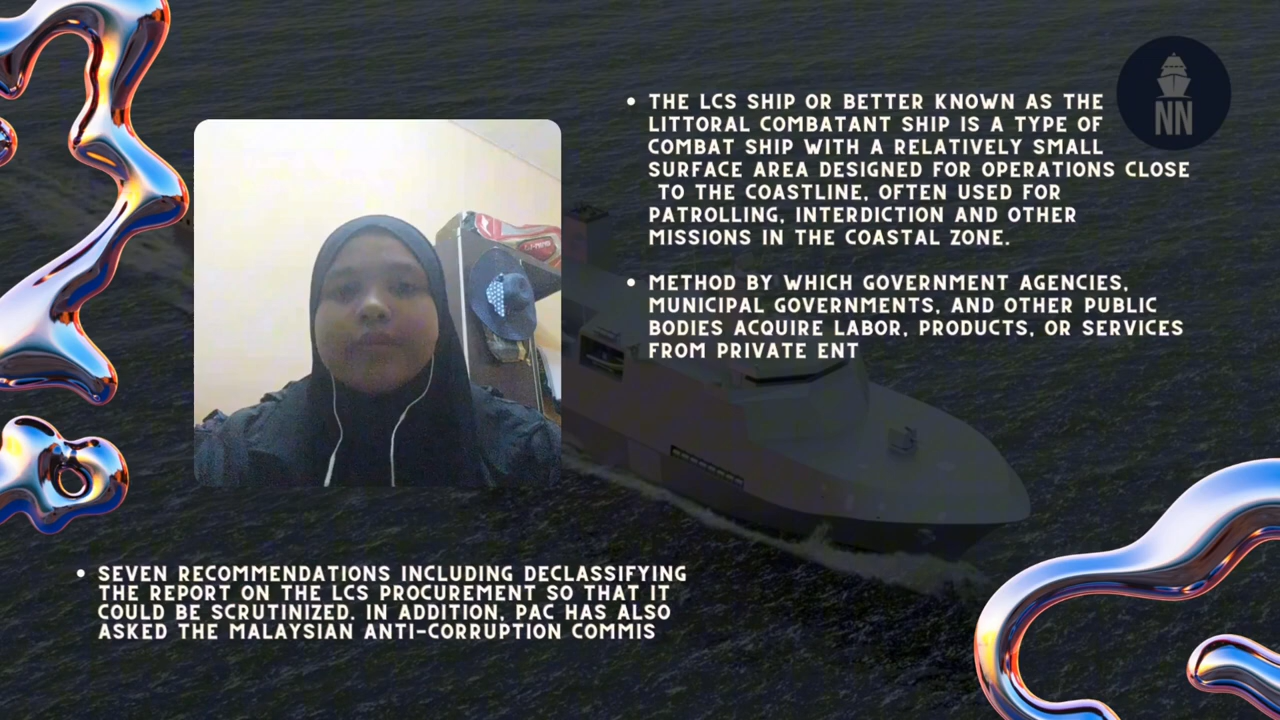 NN
• THE LCS SHIP OR BETTER KNOWN AS THE
LITTORAL COMBATANT SHIP IS A TYPE OF
COMBAT SHIP WITH A RELATIVELY SMALL
SURFACE AREA DESIGNED FOR OPERATIONS CLOSE
TO THE COASTLINE, OFTEN USED FOR
PATROLLING, INTERDICTION AND OTHER
MISSIONS IN THE COASTAL ZONE.
• METHOD BY WHICH GOVERNMENT AGENCIES,
MUNICIPAL GOVERNMENTS, AND OTHER PUBLIC
BODIES ACQUIRE LABOR, PRODUCTS, OR SERVICES
FROM PRIVATE ENT
• SEVEN RECOMMENDATIONS INCLUDING DECLASSIFYING
THE REPORT ON THE LCS PROCUREMENT SO THAT IT
COULD BE SCRUTINIZED. IN ADDITION, PAC HAS ALSO
ASKED THE MALAYSIAN ANTI-CORRUPTION COMMIS